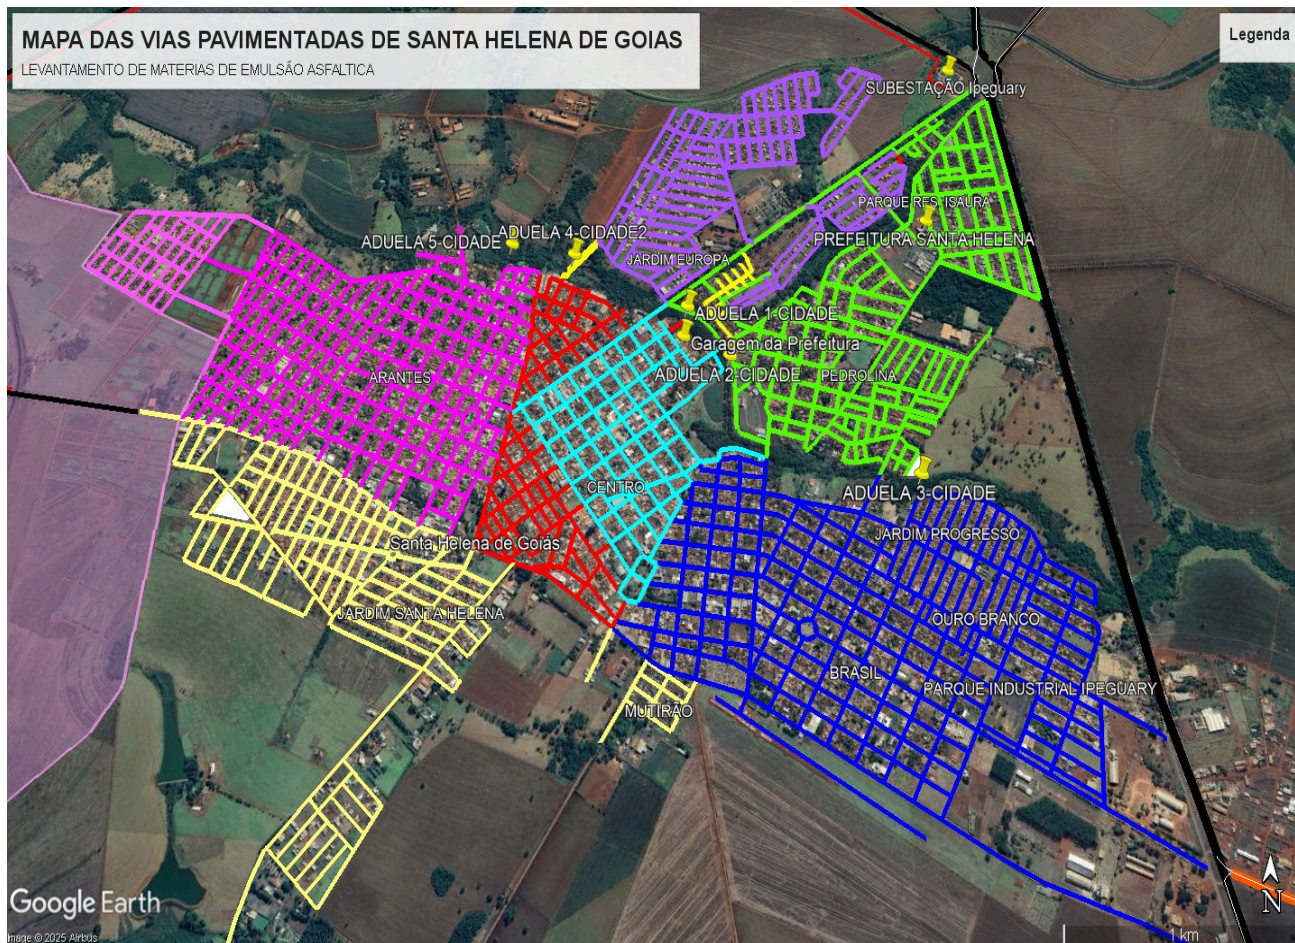 MAPA DAS VIAS PAVIMENTADAS DE SANTA HELENA DE GOIAS
LEVANTAMENTO DE MATERIAS DE EMULSÃO ASFALTICA
Legenda
SUBESTAÇÃO Ipeguary
PARQUE RES. ISAURA
ADUELA 5-CIDADE
ADUELA 4-CIDADE2
PREFEITURA SANTA HELENA
JARDIM EUROPA
ADUELA 1-CIDADE
Garagem da Prefeitura
ADUELA 2-CIDADE
PEDROLINA
ARANTES
CENTRO
ADUELA 3-CIDADE
JARDIM PROGRESSO
Santa Helena de Goiás
JARDIM SANTA HELENA
OURO BRANCO
BRASIL
PARQUE INDUSTRIAL IPEGUARY
MUTIRÃO
Google Earth
Image © 2025 Airbus
N
1 km